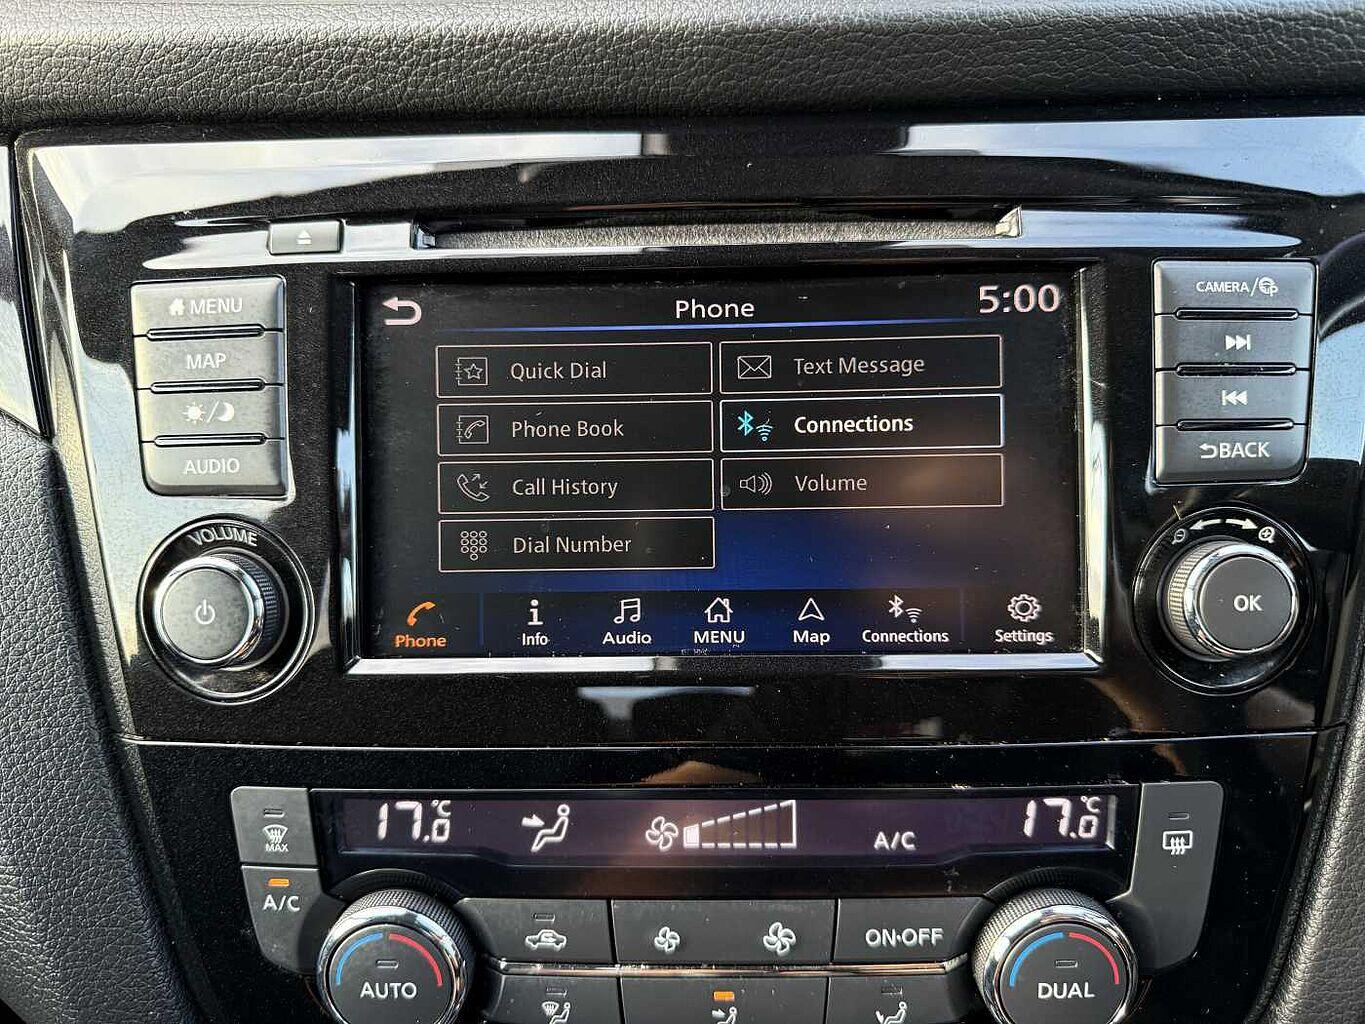 MENU
MAP
AUDIO
VOLUME
Phone
5:00
Quick Dial
Text Message
Phone Book
Connections
Call History
Volume
Dial Number
Phone
Info
Audio
MENU
Map
Connections
Settings
CAMERA/
BACK
OK
17.0°C
A/C
17.0°C
MAX
A/C
AUTO
ON·OFF
DUAL